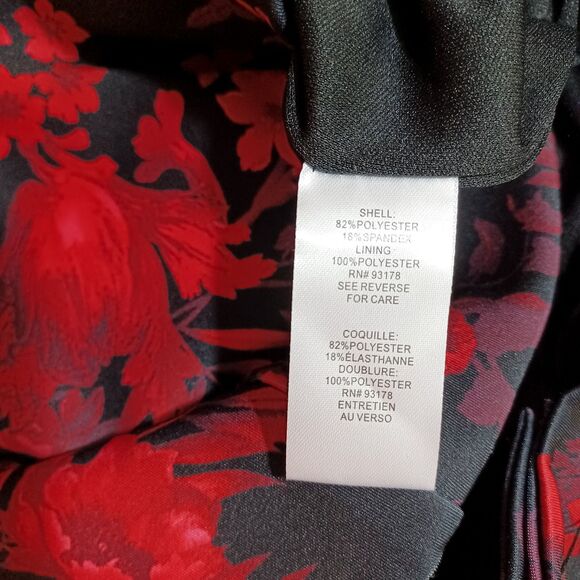 SHELL:
82%POLYESTER
18%SPANDEX
LINING:
100%POLYESTER
RN# 93178
SEE REVERSE
FOR CARE
COQUILLE:
82%POLYESTER
18%ÉLASTHANNE
DOUBLURE:
100%POLYESTER
RN# 93178
ENTRETIEN
AU VERSO